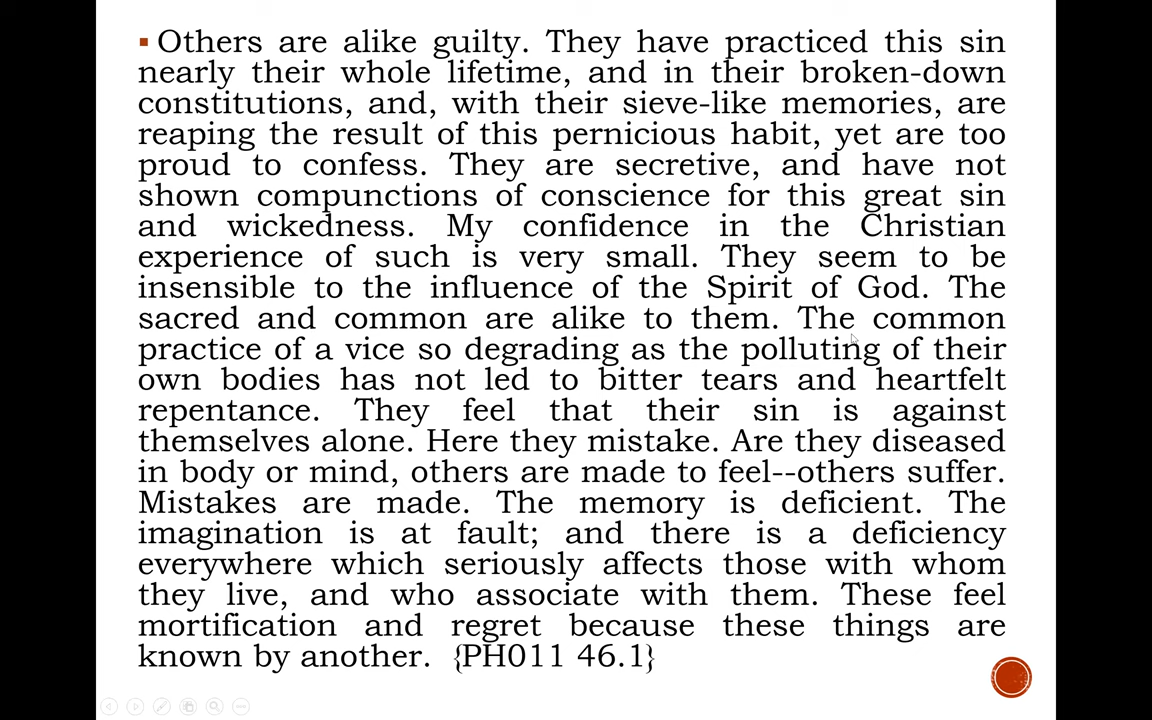 Others are alike guilty. They have practiced this sin
nearly their whole lifetime, and in their broken-down
constitutions, and, with their sieve-like memories, are
reaping the result of this pernicious habit, yet are too
proud to confess. They are secretive, and have not
shown compunctions of conscience for this great sin
and wickedness. My confidence in the Christian
experience of such is very small. They seem to be
insensible to the influence of the Spirit of God. The
sacred and common are alike to them. The common
practice of a vice so degrading as the polluting of their
own bodies has not led to bitter tears and heartfelt
repentance. They feel that their sin is against
themselves alone. Here they mistake. Are they diseased
in body or mind, others are made to feel--others suffer.
Mistakes are made. The memory is deficient. The
imagination is at fault; and there is a deficiency
everywhere which seriously affects those with whom
they live, and who associate with them. These feel
mortification and regret because these things are
known by another. {PH011 46.1}